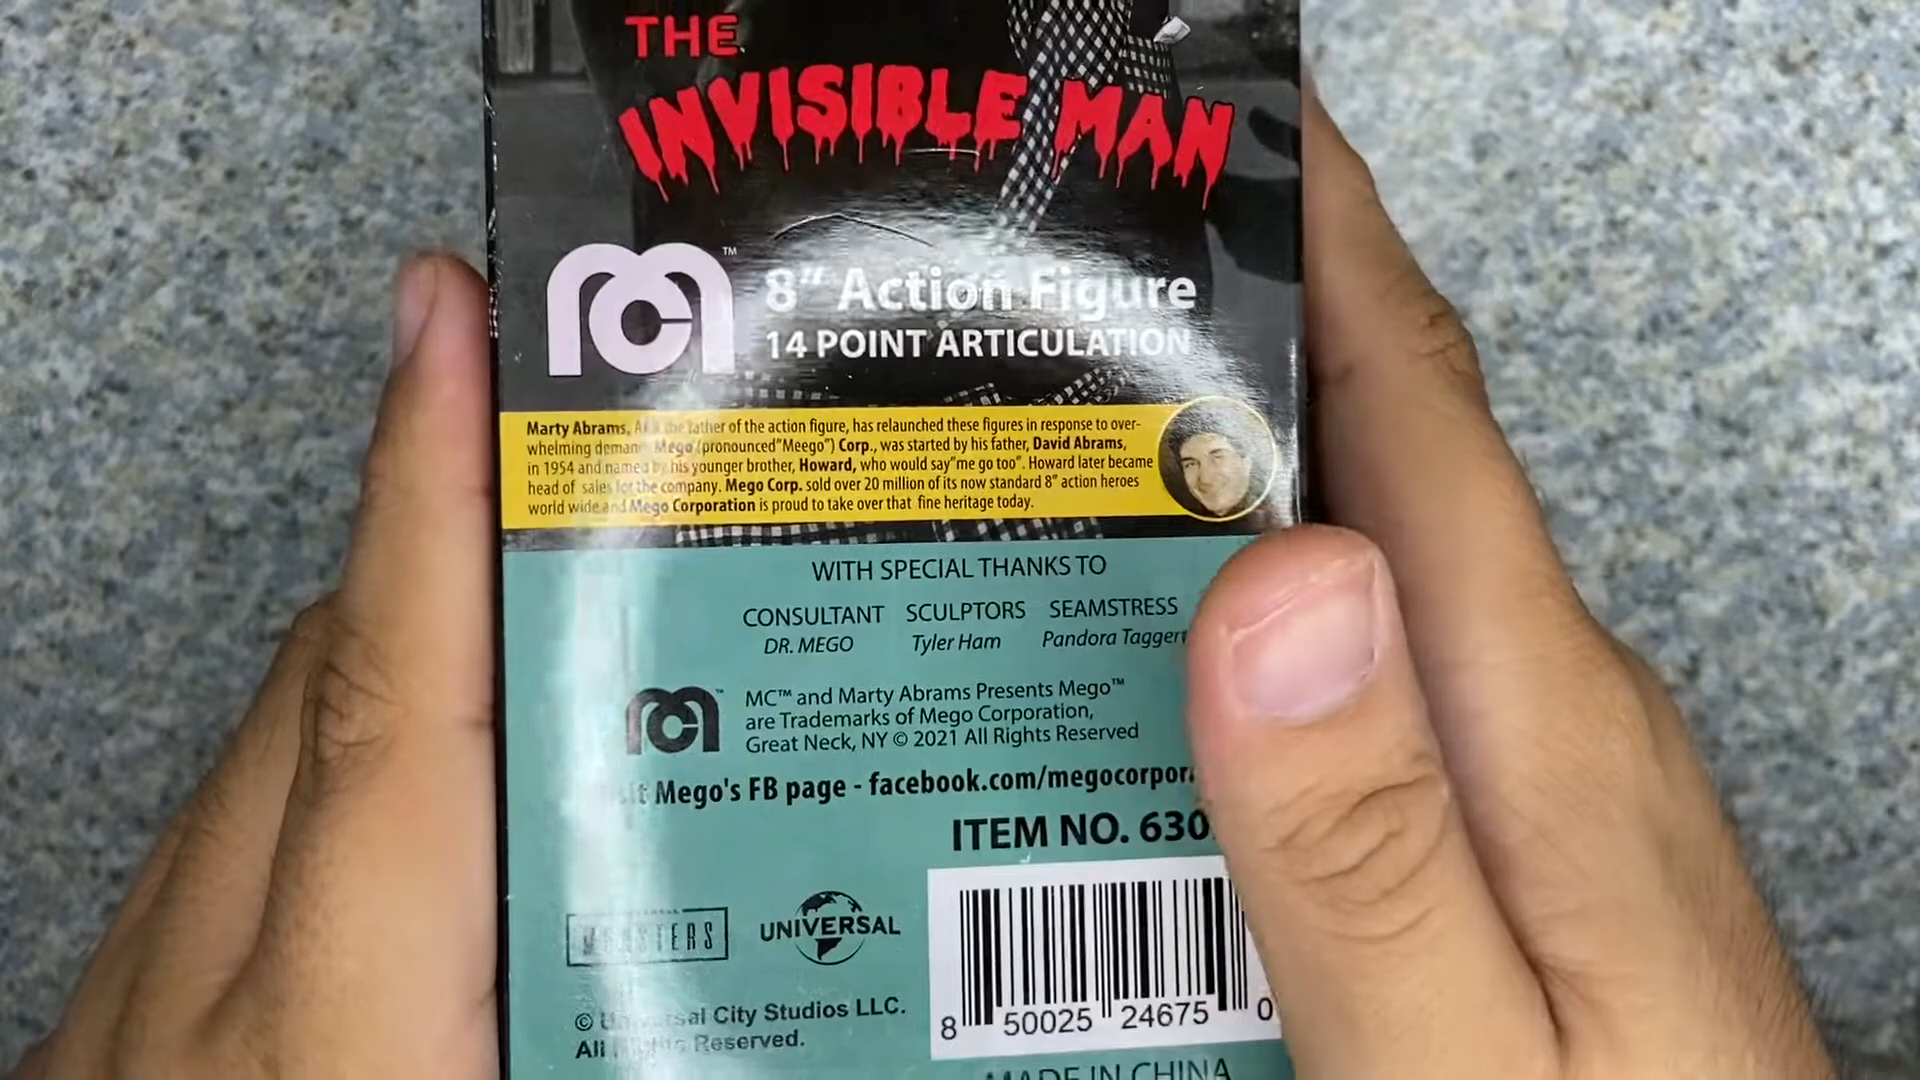 THE
INVISIBLE MAN
8" Action Figure
14 POINT ARTICULATION
Marty Abrams, AKA the father of the action figure, has relaunched these figures in response to over-
whelming demand. Mego (pronounced"Meego") Corp., was started by his father, David Abrams,
in 1954 and named by his younger brother, Howard, who would say"me go too". Howard later became
head of sales for the company. Mego Corp. sold over 20 million of its now standard 8" action heroes
world wide and Mego Corporation is proud to take over that fine heritage today.
WITH SPECIAL THANKS TO
CONSULTANT SCULPTORS SEAMSTRESS
DR. MEGO Tyler Ham Pandora Taggert
MC™ and Marty Abrams Presents Mego™
are Trademarks of Mego Corporation,
Great Neck, NY © 2021 All Rights Reserved
Mego's FB page - facebook.com/megocorpor
ITEM NO. 630
MONSTERS UNIVERSAL
© Universal City Studios LLC.
All Rights Reserved.
8 50025 24675 0
MADE IN CHINA